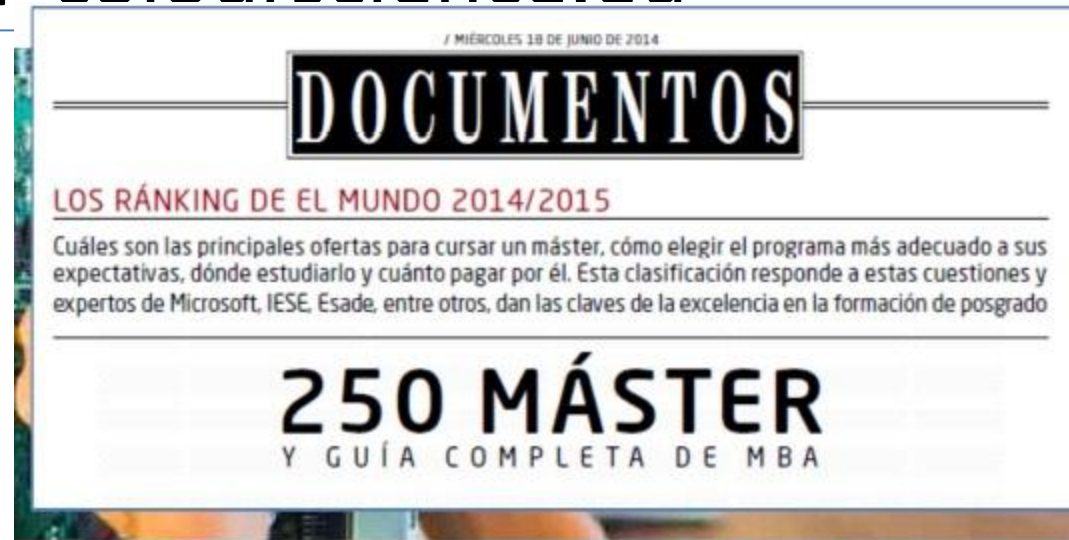 / MIÉRCOLES 18 DE JUNIO DE 2014
DOCUMENTOS
LOS RÁNKING DE EL MUNDO 2014/2015
Cuáles son las principales ofertas para cursar un máster, cómo elegir el programa más adecuado a sus
expectativas, dónde estudiarlo y cuánto pagar por él. Esta clasificación responde a estas cuestiones y
expertos de Microsoft, IESE, Esade, entre otros, dan las claves de la excelencia en la formación de posgrado
250 MÁSTER
Y GUÍA COMPLETA DE MBA